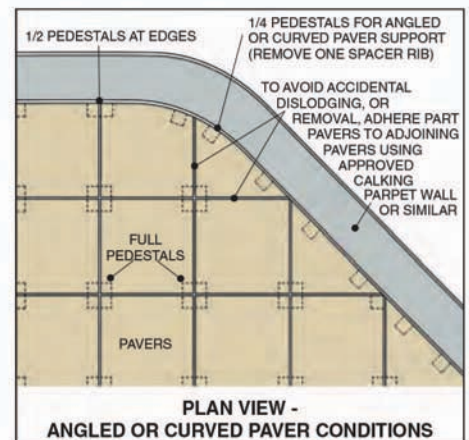 1/2 PEDESTALS AT EDGES
1/4 PEDESTALS FOR ANGLED
OR CURVED PAVER SUPPORT
(REMOVE ONE SPACER RIB)
TO AVOID ACCIDENTAL
DISLODGING, OR
REMOVAL, ADHERE PART
PAVERS TO ADJOINING
PAVERS USING
APPROVED
CALKING
PARPET WALL
OR SIMILAR
FULL
PEDESTALS
PAVERS
PLAN VIEW -
ANGLED OR CURVED PAVER CONDITIONS